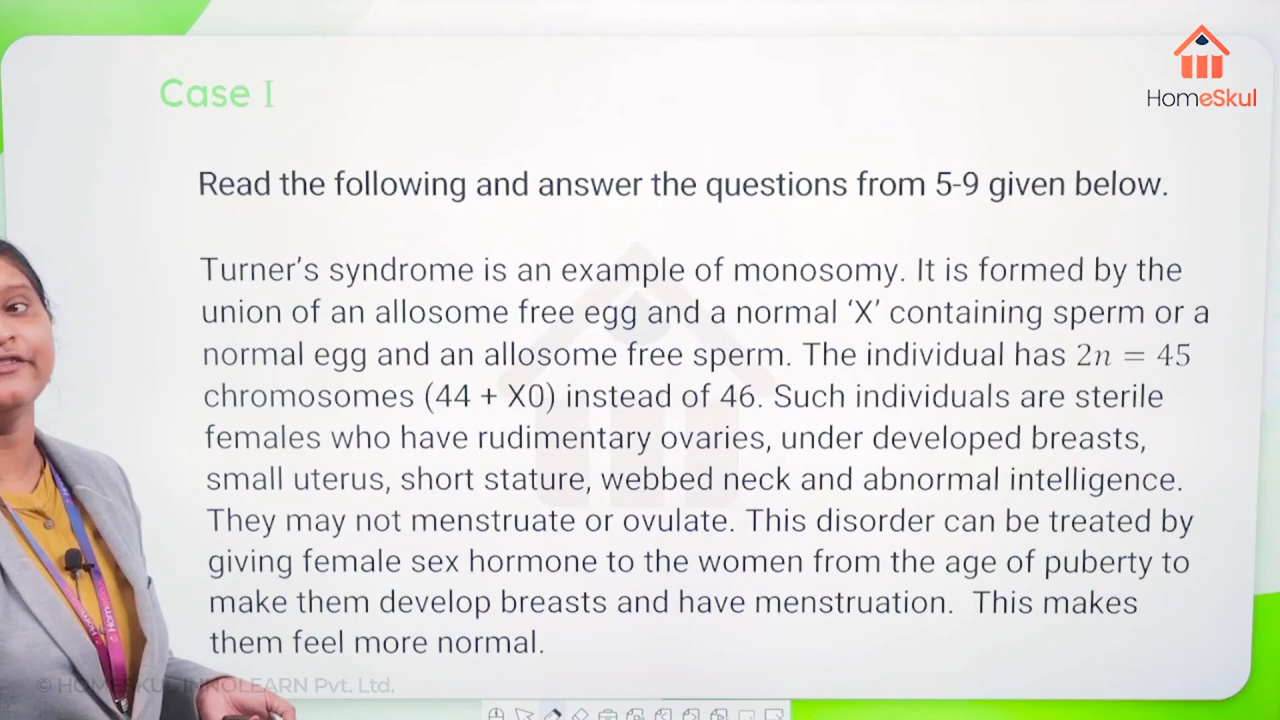 Case I
HomeSkul
Read the following and answer the questions from 5-9 given below.
Turner's syndrome is an example of monosomy. It is formed by the
union of an allosome free egg and a normal ‘X’ containing sperm or a
normal egg and an allosome free sperm. The individual has 2n = 45
chromosomes (44 + X0) instead of 46. Such individuals are sterile
females who have rudimentary ovaries, under developed breasts,
small uterus, short stature, webbed neck and abnormal intelligence.
They may not menstruate or ovulate. This disorder can be treated by
giving female sex hormone to the women from the age of puberty to
make them develop breasts and have menstruation. This makes
them feel more normal.
© HOMESKUL INNOLEARN Pvt. Ltd.